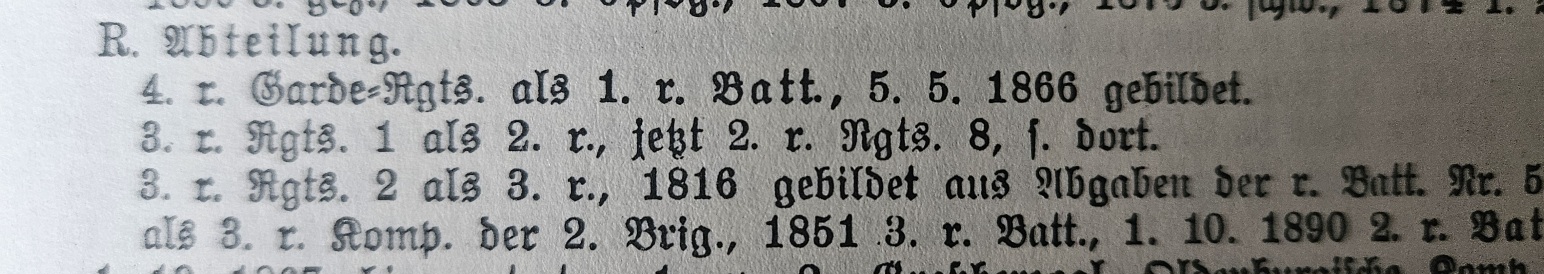 R. Abteilung.
4. r. Garde-Rgts. als 1. r. Batt., 5. 5. 1866 gebildet.
3. r. Rgts. 1 als 2. r., jetzt 2. r. Rgts. 8, s. dort.
3. r. Rgts. 2 als 3. r., 1816 gebildet aus Abgaben der r. Batt. Nr. 5
als 3. r. Komp. der 2. Brig., 1851 3. r. Batt., 1. 10. 1890 2. r. Bat